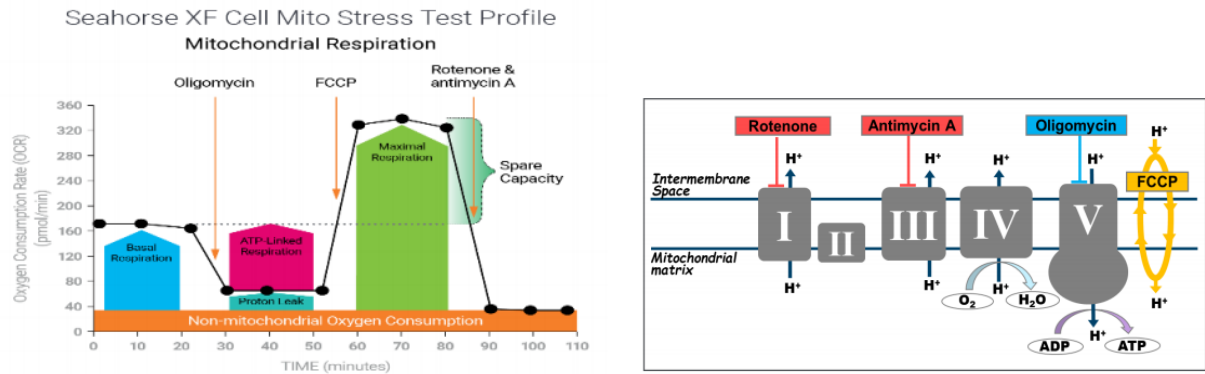 Seahorse XF Cell Mito Stress Test Profile
Mitochondrial Respiration
Oligomycin
FCCP
Rotenone &
antimycin A
Oxygen Consumption Rate (OCR)
(pmol/min)
360
320
280
240
200
160
120
80
40
0
Basal
Respiration
ATP-Linked
Respiration
Proton Leak
Maximal
Respiration
Spare
Capacity
Non-mitochondrial Oxygen Consumption
0 10 20 30 40 50 60 70 80 90 100 110
TIME (minutes)
Rotenone
Antimycin A
Oligomycin
H+
H+
H+
H+
H+
H+
Intermembrane
Space
FCCP
I
II
III
IV
V
Mitochondrial
matrix
H+
H+
H+
H+
O2
H2O
H+
ADP
ATP